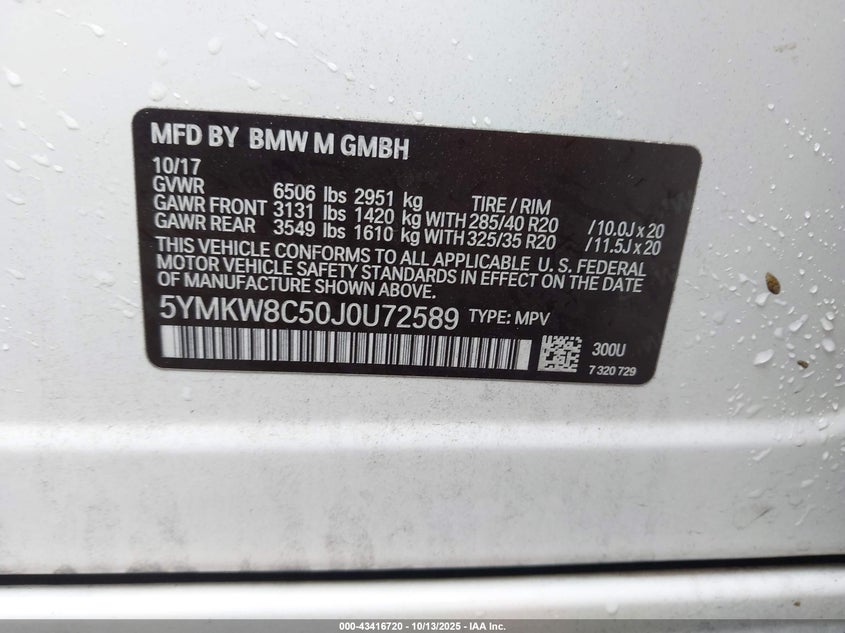 MFD BY BMW M GMBH
10/17
GVWR 6506 lbs 2951 kg TIRE / RIM
GAWR FRONT 3131 lbs 1420 kg WITH 285/40 R20 /10.0J x 20
GAWR REAR 3549 lbs 1610 kg WITH 325/35 R20 /11.5J x 20
THIS VEHICLE CONFORMS TO ALL APPLICABLE U. S. FEDERAL
MOTOR VEHICLE SAFETY STANDARDS IN EFFECT ON THE DATE
OF MANUFACTURE SHOWN ABOVE.
5YMKW8C50J0U72589 TYPE: MPV
300U
7 320 729
000-43416720 - 10/13/2025 - IAA Inc.